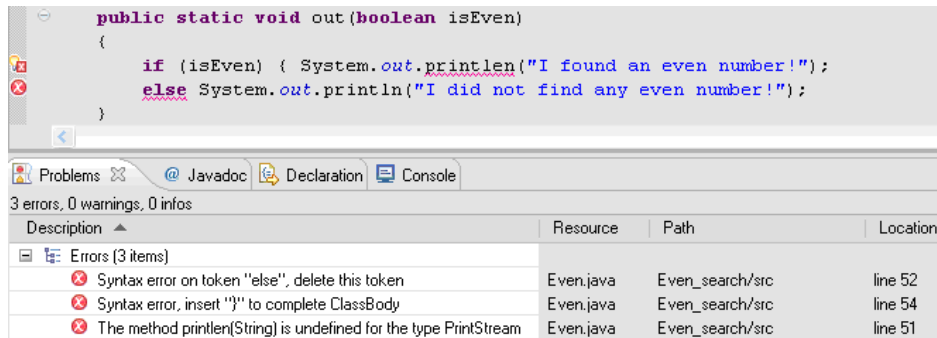 public static void out(boolean isEven)
{
if (isEven) { System.out.printlen("I found an even number!");
else System.out.println("I did not find any even number!");
}
Problems @ Javadoc Declaration Console
3 errors, 0 warnings, 0 infos
Description Resource Path Location
Errors (3 items)
Syntax error on token "else", delete this token Even.java Even_search/src line 52
Syntax error, insert "}" to complete ClassBody Even.java Even_search/src line 54
The method printlen(String) is undefined for the type PrintStream Even.java Even_search/src line 51